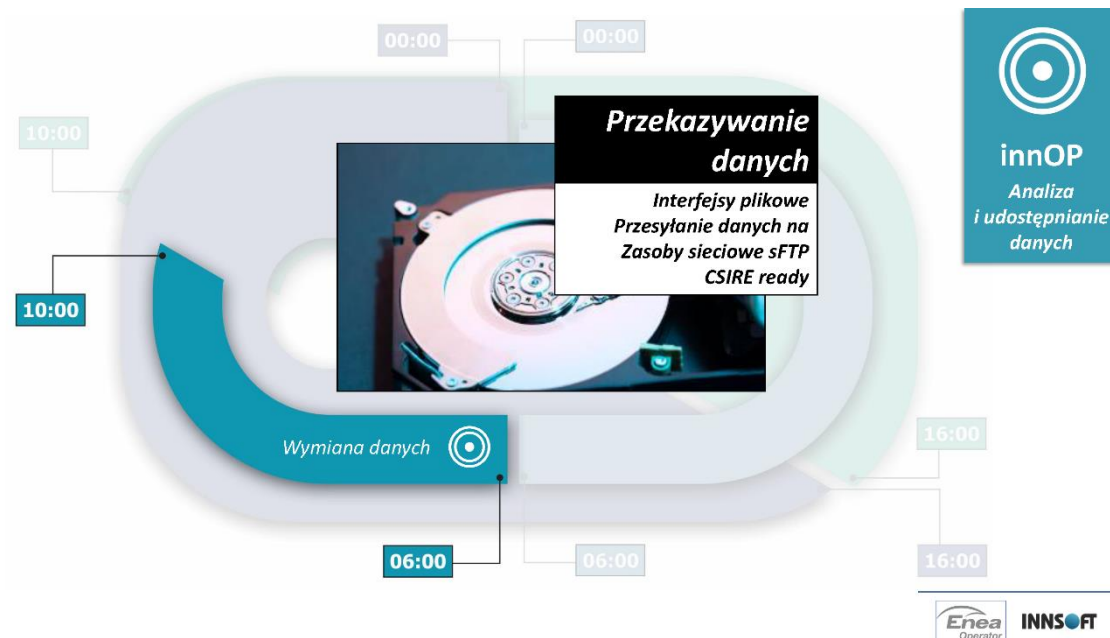 00:00
00:00
10:00
Przekazywanie
danych
Interfejsy plikowe
Przesyłanie danych na
Zasoby sieciowe sFTP
CSIRE ready
innOP
Analiza
i udostępnianie
danych
10:00
Wymiana danych
16:00
06:00
06:00
16:00
Enea
Operator
INNSOFT